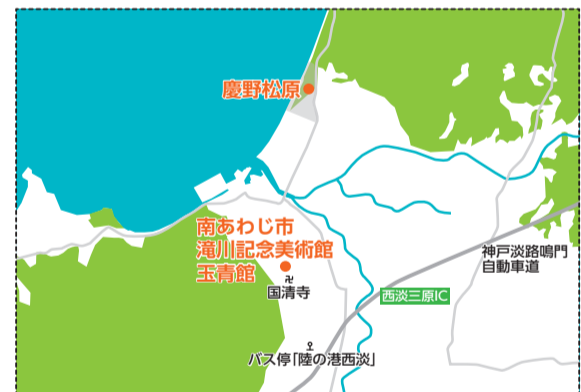 慶野松原
南あわじ市
滝川記念美術館
玉青館
卍
国清寺
神戸淡路鳴門
自動車道
西淡三原IC
バス停「陸の港西淡」